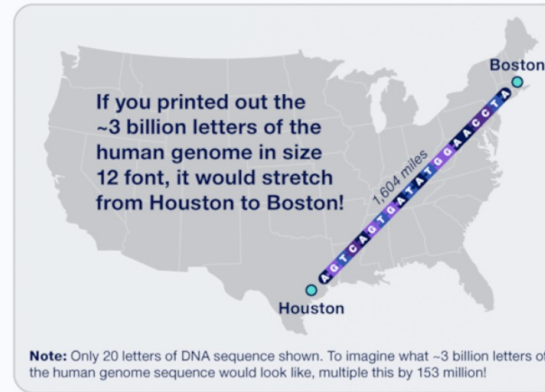 Boston
If you printed out the
~3 billion letters of the
human genome in size
12 font, it would stretch
from Houston to Boston!
1,604 miles
AGTCAGTGATATGGAACCTA
Houston
Note: Only 20 letters of DNA sequence shown. To imagine what ~3 billion letters of
the human genome sequence would look like, multiple this by 153 million!